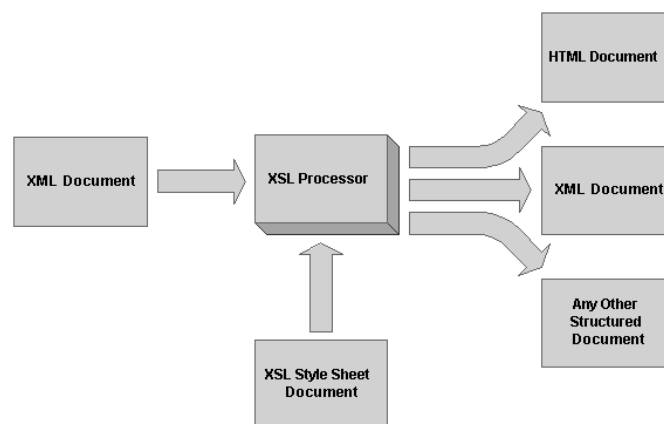 HTML Document
XML Document
XSL Processor
XML Document
Any Other
Structured
Document
XSL Style Sheet
Document